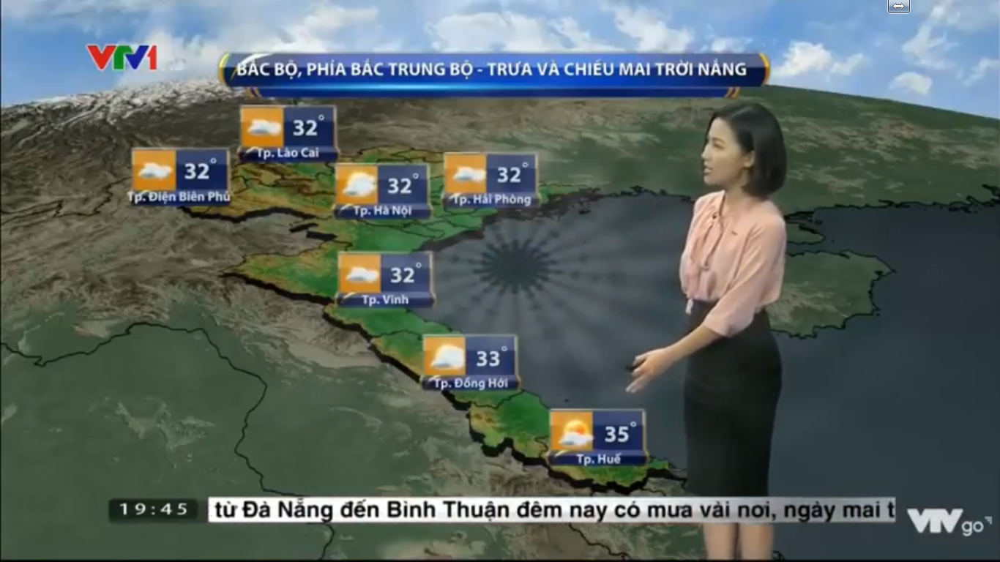 VTV1
BẮC BỘ, PHÍA BẮC TRUNG BỘ - TRƯA VÀ CHIỀU MAI TRỜI NẮNG
32°
Tp. Lào Cai
32°
Tp. Điện Biên Phủ
32°
Tp. Hà Nội
32°
Tp. Hải Phòng
32°
Tp. Vinh
33°
Tp. Đồng Hới
35°
Tp. Huế
19:45
từ Đà Nẵng đến Bình Thuận đêm nay có mưa vài nơi, ngày mai t
VTV go